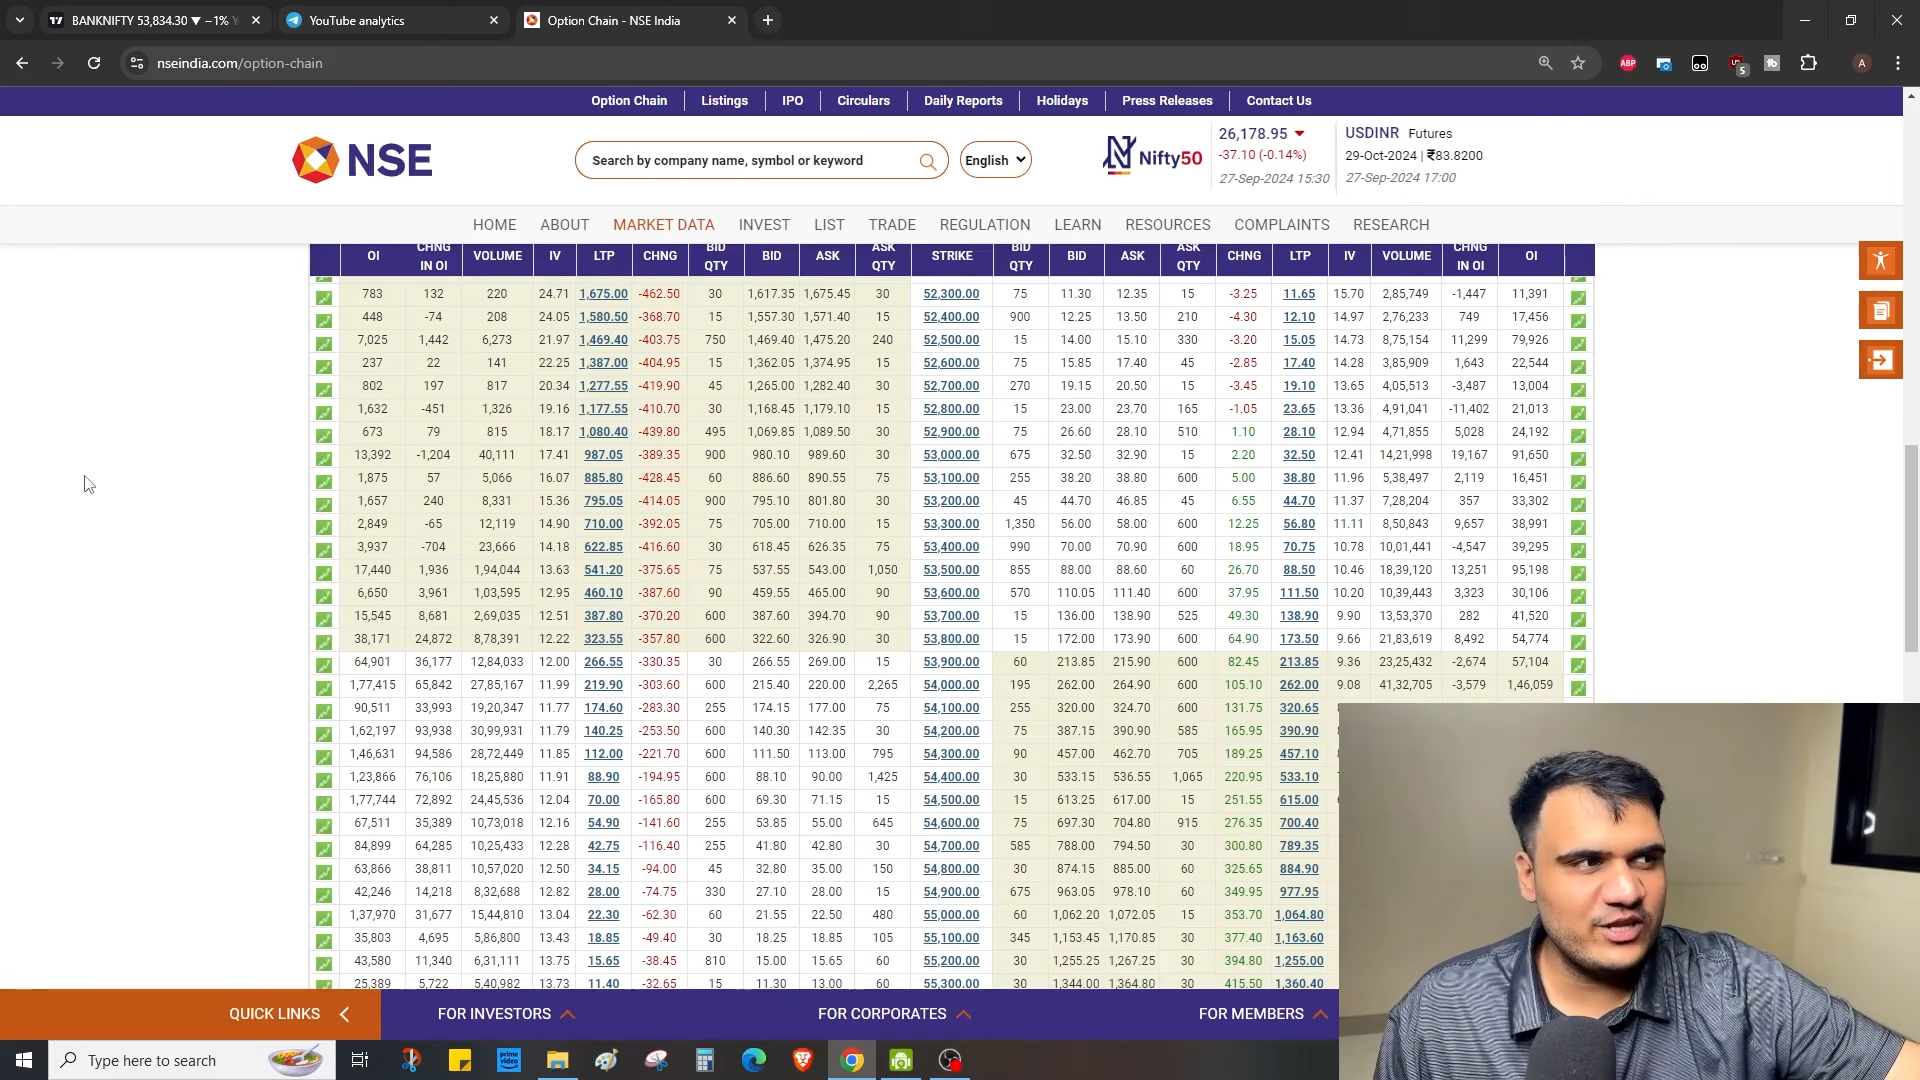 BANKNIFTY 53,834.30 ▼ −1%
YouTube analytics
Option Chain - NSE India
nseindia.com/option-chain
ABP
5
A
Option Chain Listings IPO Circulars Daily Reports Holidays Press Releases Contact Us
NSE
Search by company name, symbol or keyword
English
Nifty50
26,178.95
-37.10 (-0.14%)
27-Sep-2024 15:30
USDINR Futures
29-Oct-2024 | ₹83.8200
27-Sep-2024 17:00
HOME ABOUT MARKET DATA INVEST LIST TRADE REGULATION LEARN RESOURCES COMPLAINTS RESEARCH
OI CHNG IN OI VOLUME IV LTP CHNG BID QTY BID ASK ASK QTY STRIKE BID QTY BID ASK ASK QTY CHNG LTP IV VOLUME CHNG IN OI OI
783 132 220 24.71 1,675.00 -462.50 30 1,617.35 1,675.45 30 52,300.00 75 11.30 12.35 15 -3.25 11.65 15.70 2,85,749 -1,447 11,391
448 -74 208 24.05 1,580.50 -368.70 15 1,557.30 1,571.40 15 52,400.00 900 12.25 13.50 210 -4.30 12.10 14.97 2,76,233 749 17,456
7,025 1,442 6,273 21.97 1,469.40 -403.75 750 1,469.40 1,475.20 240 52,500.00 15 14.00 15.10 330 -3.20 15.05 14.73 8,75,154 11,299 79,926
237 22 141 22.25 1,387.00 -404.95 15 1,362.05 1,374.95 15 52,600.00 75 15.85 17.40 45 -2.85 17.40 14.28 3,85,909 1,643 22,544
802 197 817 20.34 1,277.55 -419.90 45 1,265.00 1,282.40 30 52,700.00 270 19.15 20.50 15 -3.45 19.10 13.65 4,05,513 -3,487 13,004
1,632 -451 1,326 19.16 1,177.55 -410.70 30 1,168.45 1,179.10 15 52,800.00 15 23.00 23.70 165 -1.05 23.65 13.36 4,91,041 -11,402 21,013
673 79 815 18.17 1,080.40 -439.80 495 1,069.85 1,089.50 30 52,900.00 75 26.60 28.10 510 1.10 28.10 12.94 4,71,855 5,028 24,192
13,392 -1,204 40,111 17.41 987.05 -389.35 900 980.10 989.60 30 53,000.00 675 32.50 32.90 15 2.20 32.50 12.41 14,21,998 19,167 91,650
1,875 57 5,066 16.07 885.80 -428.45 60 886.60 890.55 75 53,100.00 255 38.20 38.80 600 5.00 38.80 11.96 5,38,497 2,119 16,451
1,657 240 8,331 15.36 795.05 -414.05 900 795.10 801.80 30 53,200.00 45 44.70 46.85 45 6.55 44.70 11.37 7,28,204 357 33,302
2,849 -65 12,119 14.90 710.00 -392.05 75 705.00 710.00 15 53,300.00 1,350 56.00 58.00 600 12.25 56.80 11.11 8,50,843 9,657 38,991
3,937 -704 23,666 14.18 622.85 -416.60 30 618.45 626.35 75 53,400.00 990 70.00 70.90 600 18.95 70.75 10.78 10,01,441 -4,547 39,295
17,440 1,936 1,94,044 13.63 541.20 -375.65 75 537.55 543.00 1,050 53,500.00 855 88.00 88.60 60 26.70 88.50 10.46 18,39,120 13,251 95,198
6,650 3,961 1,03,595 12.95 460.10 -387.60 90 459.55 465.00 90 53,600.00 570 110.05 111.40 600 37.95 111.50 10.20 10,39,443 3,323 30,106
15,545 8,681 2,69,035 12.51 387.80 -370.20 600 387.60 394.70 90 53,700.00 15 136.00 138.90 525 49.30 138.90 9.90 13,53,370 282 41,520
38,171 24,872 8,78,391 12.22 323.55 -357.80 600 322.60 326.90 30 53,800.00 15 172.00 173.90 600 64.90 173.50 9.66 21,83,619 8,492 54,774
64,901 36,177 12,84,033 12.00 266.55 -330.35 30 266.55 269.00 15 53,900.00 60 213.85 215.90 600 82.45 213.85 9.36 23,25,432 -2,674 57,104
1,77,415 65,842 27,85,167 11.99 219.90 -303.60 600 215.40 220.00 2,265 54,000.00 195 262.00 264.90 600 105.10 262.00 9.08 41,32,705 -3,579 1,46,059
90,511 33,993 19,20,347 11.77 174.60 -283.30 255 174.15 177.00 75 54,100.00 255 320.00 324.70 600 131.75 320.65
1,62,197 93,938 30,99,931 11.79 140.25 -253.50 600 140.30 142.35 30 54,200.00 75 387.15 390.90 585 165.95 390.90
1,46,631 94,586 28,72,449 11.85 112.00 -221.70 600 111.50 113.00 795 54,300.00 90 457.00 462.70 705 189.25 457.10
1,23,866 76,106 18,25,880 11.91 88.90 -194.95 600 88.10 90.00 1,425 54,400.00 30 533.15 536.55 1,065 220.95 533.10
1,77,744 72,892 24,45,536 12.04 70.00 -165.80 600 69.30 71.15 15 54,500.00 15 613.25 617.00 15 251.55 615.00
67,511 35,389 10,73,018 12.16 54.90 -141.60 255 53.85 55.00 645 54,600.00 75 697.30 704.80 915 276.35 700.40
84,899 64,285 10,25,433 12.28 42.75 -116.40 255 41.80 42.80 30 54,700.00 585 788.00 794.50 30 300.80 789.35
63,866 38,811 10,57,020 12.50 34.15 -94.00 45 32.80 35.00 150 54,800.00 30 874.15 885.00 60 325.65 884.90
42,246 14,218 8,32,688 12.82 28.00 -74.75 330 27.10 28.00 15 54,900.00 675 963.05 978.10 60 349.95 977.95
1,37,970 31,677 15,44,810 13.04 22.30 -62.30 60 21.55 22.50 480 55,000.00 60 1,062.20 1,072.05 15 353.70 1,064.80
35,803 4,695 5,86,800 13.43 18.85 -49.40 30 18.25 18.85 105 55,100.00 345 1,153.45 1,170.85 30 377.40 1,163.60
43,580 11,340 6,31,111 13.75 15.65 -38.45 810 15.00 15.65 60 55,200.00 30 1,255.25 1,267.25 30 394.80 1,255.00
25,389 5,722 5,40,982 13.73 11.40 -32.65 15 11.30 13.00 60 55,300.00 30 1,344.00 1,364.80 30 415.50 1,360.40
QUICK LINKS FOR INVESTORS FOR CORPORATES FOR MEMBERS
Type here to search
prime video